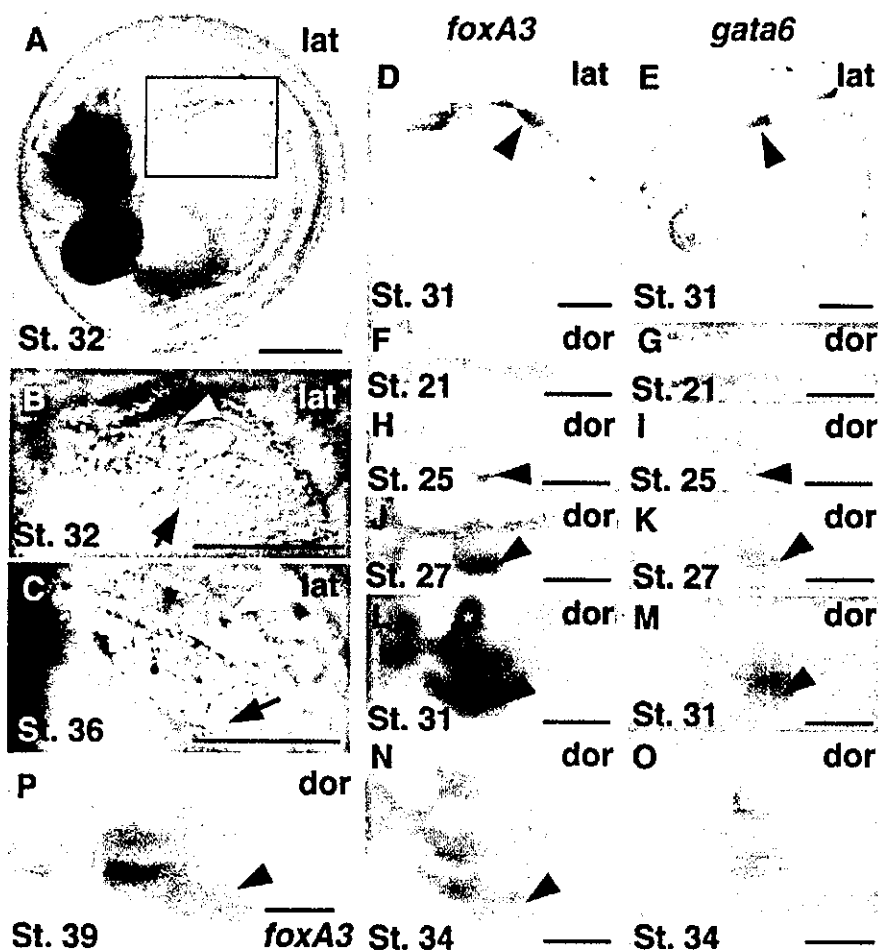 foxA3 gata6
A lat
St. 32
D lat
St. 31
E lat
St. 31
F dor
St. 21
G dor
St. 21
B lat
St. 32
H dor
St. 25
I dor
St. 25
J dor
St. 27
K dor
St. 27
C lat
St. 36
L * dor
St. 31
M dor
St. 31
P dor
St. 39 foxA3
N dor
St. 34
O dor
St. 34